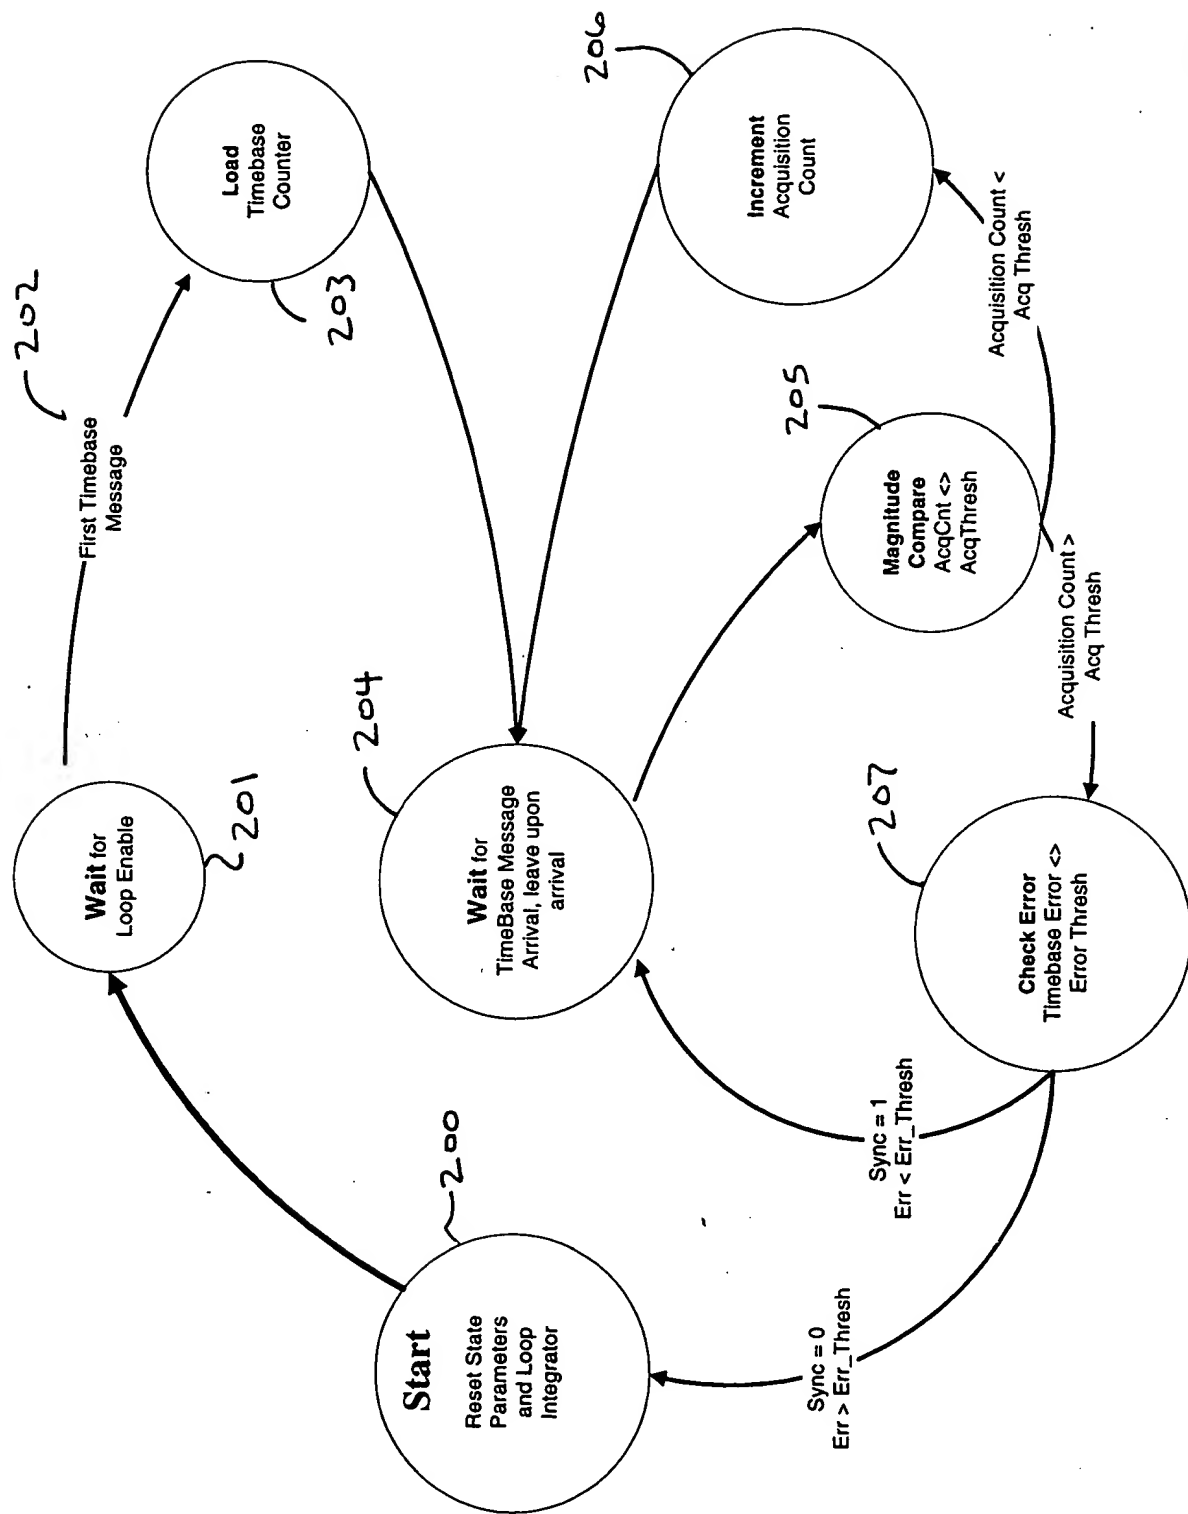 202
First Timebase
Message
Load
Timebase
Counter
203
Wait for
Loop Enable
201
204
Wait for
TimeBase Message
Arrival, leave upon
arrival
206
Increment
Acquisition
Count
200
Start
Reset State
Parameters
and Loop
Integrator
205
Magnitude
Compare
AcqCnt <>
AcqThresh
Acquisition Count <
Acq Thresh
Acquisition Count >
Acq Thresh
207
Check Error
Timebase Error <>
Error Thresh
Sync = 1
Err < Err_Thresh
Sync = 0
Err > Err_Thresh